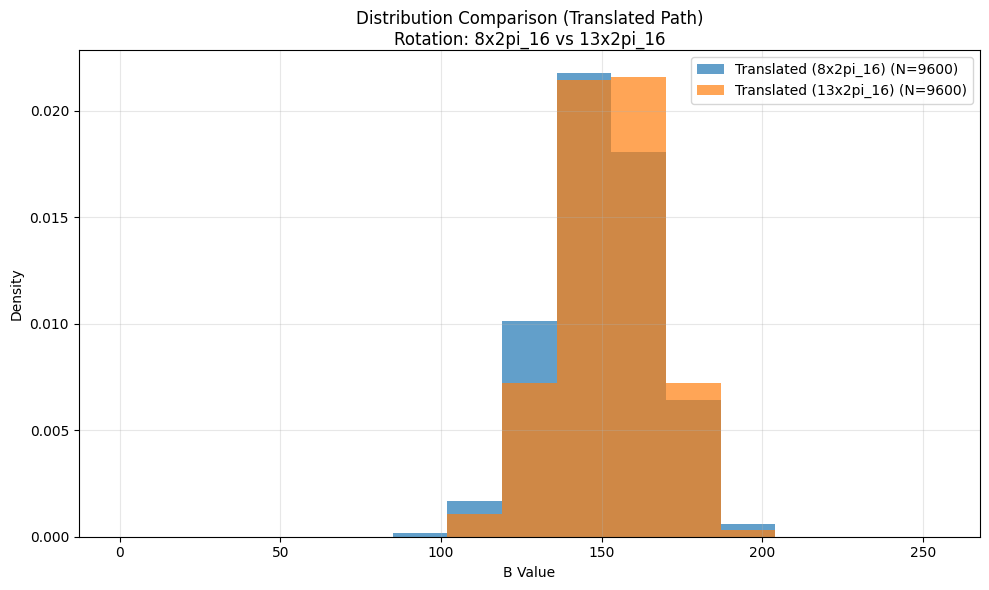 Distribution Comparison (Translated Path)
Rotation: 8x2pi_16 vs 13x2pi_16
Translated (8x2pi_16) (N=9600)
Translated (13x2pi_16) (N=9600)
Density
0.020
0.015
0.010
0.005
0.000
0 50 100 150 200 250
B Value